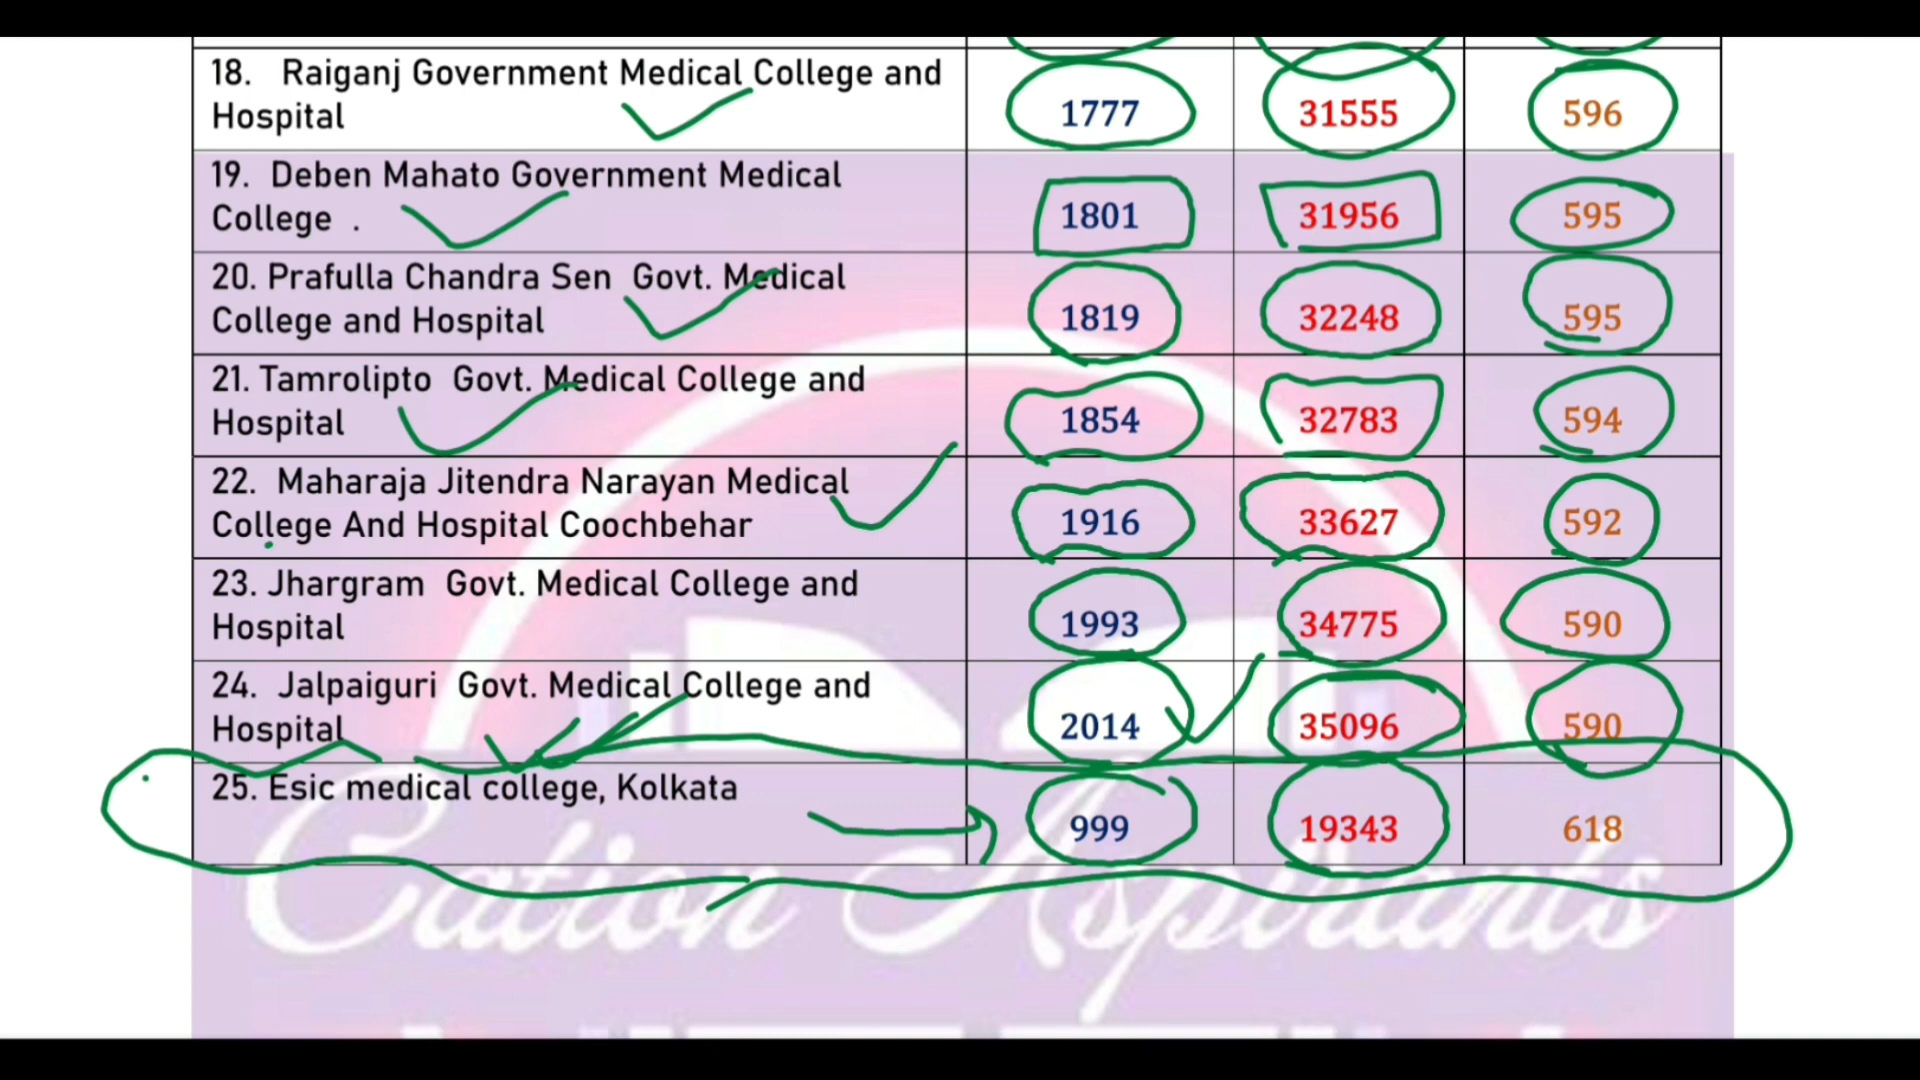 18. Raiganj Government Medical College and
Hospital
1777
31555
596
19. Deben Mahato Government Medical
College .
1801
31956
595
20. Prafulla Chandra Sen Govt. Medical
College and Hospital
1819
32248
595
21. Tamrolipto Govt. Medical College and
Hospital
1854
32783
594
22. Maharaja Jitendra Narayan Medical
College And Hospital Coochbehar
1916
33627
592
23. Jhargram Govt. Medical College and
Hospital
1993
34775
590
24. Jalpaiguri Govt. Medical College and
Hospital
2014
35096
590
25. Esic medical college, Kolkata
999
19343
618
Cation Aspirants